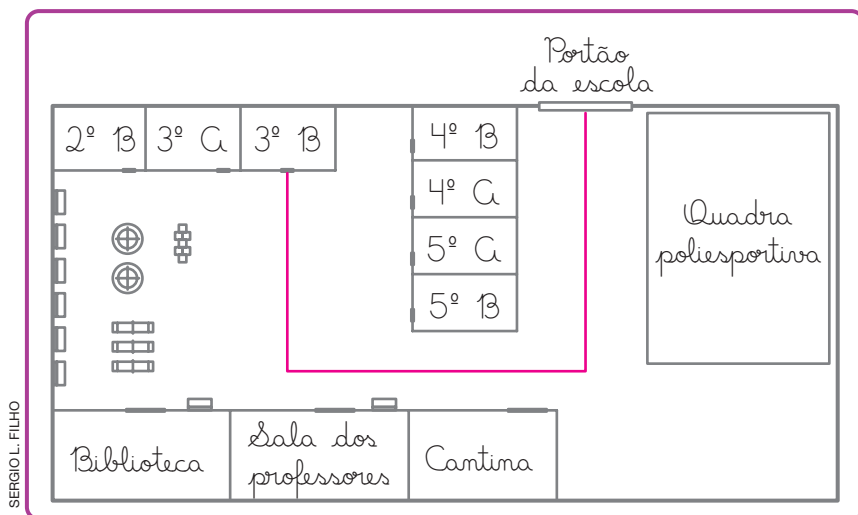 Portão
da escola
2º B
3º A
3º B
4º B
4º A
5º A
5º B
Quadra
poliesportiva
Biblioteca
Sala dos
professores
Cantina
SERGIO L. FILHO